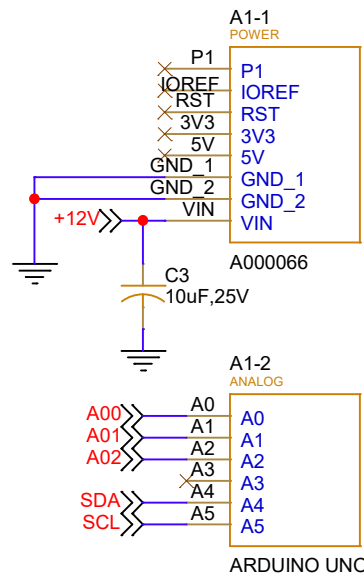 A1-1
POWER
P1 P1
IOREF IOREF
RST RST
3V3 3V3
5V 5V
GND_1 GND_1
GND_2 GND_2
+12V VIN VIN
A000066
C3
10uF,25V
A1-2
ANALOG
A00 A0 A0
A01 A1 A1
A02 A2 A2
A3 A3
SDA A4 A4
SCL A5 A5
ARDUINO UNO